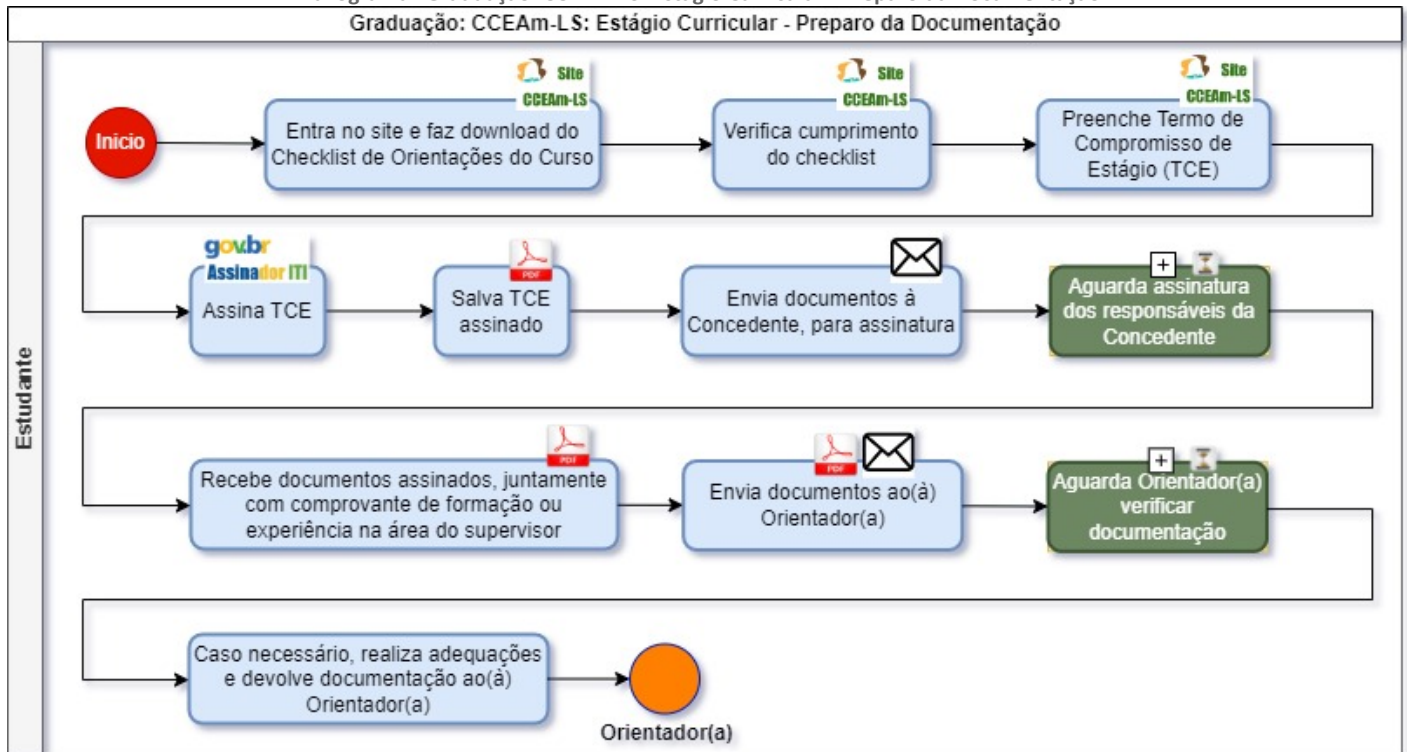 Graduação: CCEAm-LS: Estágio Curricular - Preparo da Documentação
Estudante
Inicio
Site
CCEAm-LS
Entra no site e faz download do
Checklist de Orientações do Curso
Site
CCEAm-LS
Verifica cumprimento
do checklist
Site
CCEAm-LS
Preenche Termo de
Compromisso de
Estágio (TCE)
gov.br
Assinador ITI
Assina TCE
PDF
Salva TCE
assinado
Envia documentos à
Concedente, para assinatura
+
Aguarda assinatura
dos responsáveis da
Concedente
PDF
Recebe documentos assinados, juntamente
com comprovante de formação ou
experiência na área do supervisor
PDF
Envia documentos ao(à)
Orientador(a)
+
Aguarda Orientador(a)
verificar
documentação
Caso necessário, realiza adequações
e devolve documentação ao(à)
Orientador(a)
Orientador(a)